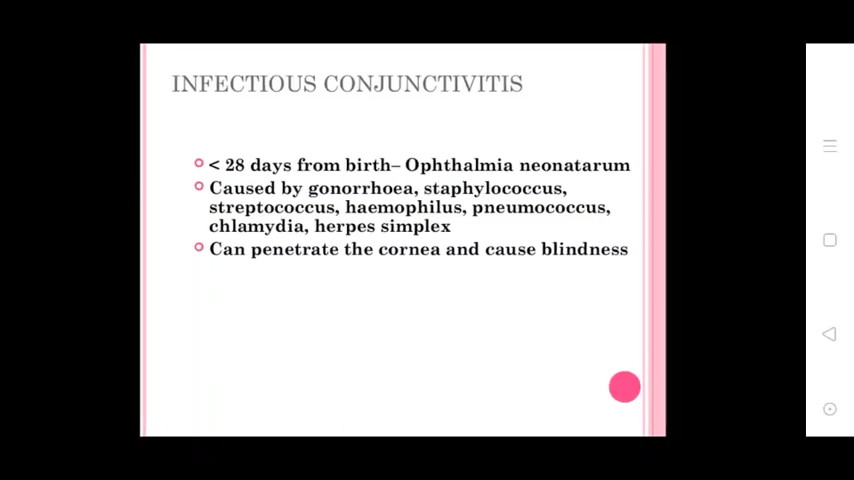 INFECTIOUS CONJUNCTIVITIS
< 28 days from birth– Ophthalmia neonatarum
Caused by gonorrhoea, staphylococcus,
streptococcus, haemophilus, pneumococcus,
chlamydia, herpes simplex
Can penetrate the cornea and cause blindness